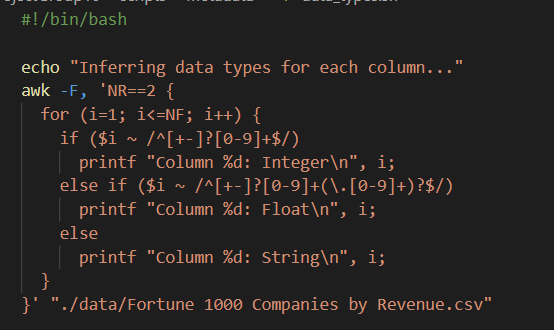 #!/bin/bash
echo "Inferring data types for each column..."
awk -F, 'NR==2 {
for (i=1; i<=NF; i++) {
if ($i ~ /^[+-]?[0-9]+$/)
printf "Column %d: Integer\n", i;
else if ($i ~ /^[+-]?[0-9]+(\.[0-9]+)?$/)
printf "Column %d: Float\n", i;
else
printf "Column %d: String\n", i;
}
}' "./data/Fortune 1000 Companies by Revenue.csv"